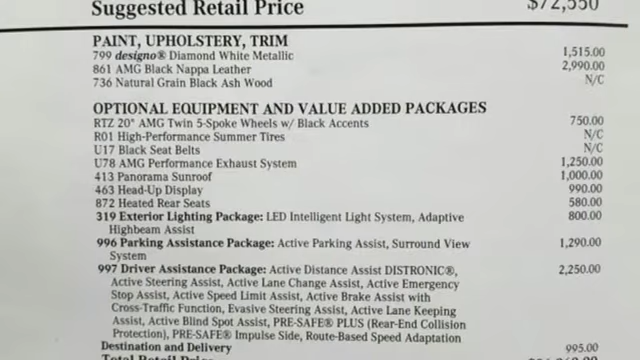 Suggested Retail Price $72,550
PAINT, UPHOLSTERY, TRIM
799 designo® Diamond White Metallic 1,515.00
861 AMG Black Nappa Leather 2,990.00
736 Natural Grain Black Ash Wood N/C
OPTIONAL EQUIPMENT AND VALUE ADDED PACKAGES
RTZ 20" AMG Twin 5-Spoke Wheels w/ Black Accents 750.00
R01 High-Performance Summer Tires N/C
U17 Black Seat Belts N/C
U78 AMG Performance Exhaust System 1,250.00
413 Panorama Sunroof 1,000.00
463 Head-Up Display 990.00
872 Heated Rear Seats 580.00
319 Exterior Lighting Package: LED Intelligent Light System, Adaptive 800.00
Highbeam Assist
996 Parking Assistance Package: Active Parking Assist, Surround View 1,290.00
System
997 Driver Assistance Package: Active Distance Assist DISTRONIC®, 2,250.00
Active Steering Assist, Active Lane Change Assist, Active Emergency
Stop Assist, Active Speed Limit Assist, Active Brake Assist with
Cross-Traffic Function, Evasive Steering Assist, Active Lane Keeping
Assist, Active Blind Spot Assist, PRE-SAFE® PLUS (Rear-End Collision
Protection), PRE-SAFE® Impulse Side, Route-Based Speed Adaptation
Destination and Delivery 995.00
Total Retail Price